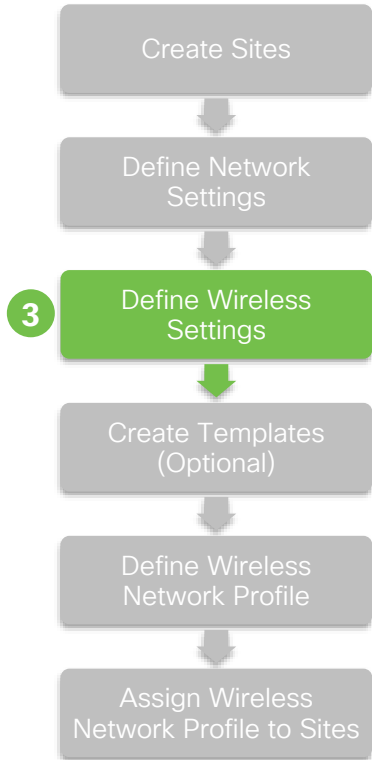 Create Sites
Define Network
Settings
3
Define Wireless
Settings
Create Templates
(Optional)
Define Wireless
Network Profile
Assign Wireless
Network Profile to Sites